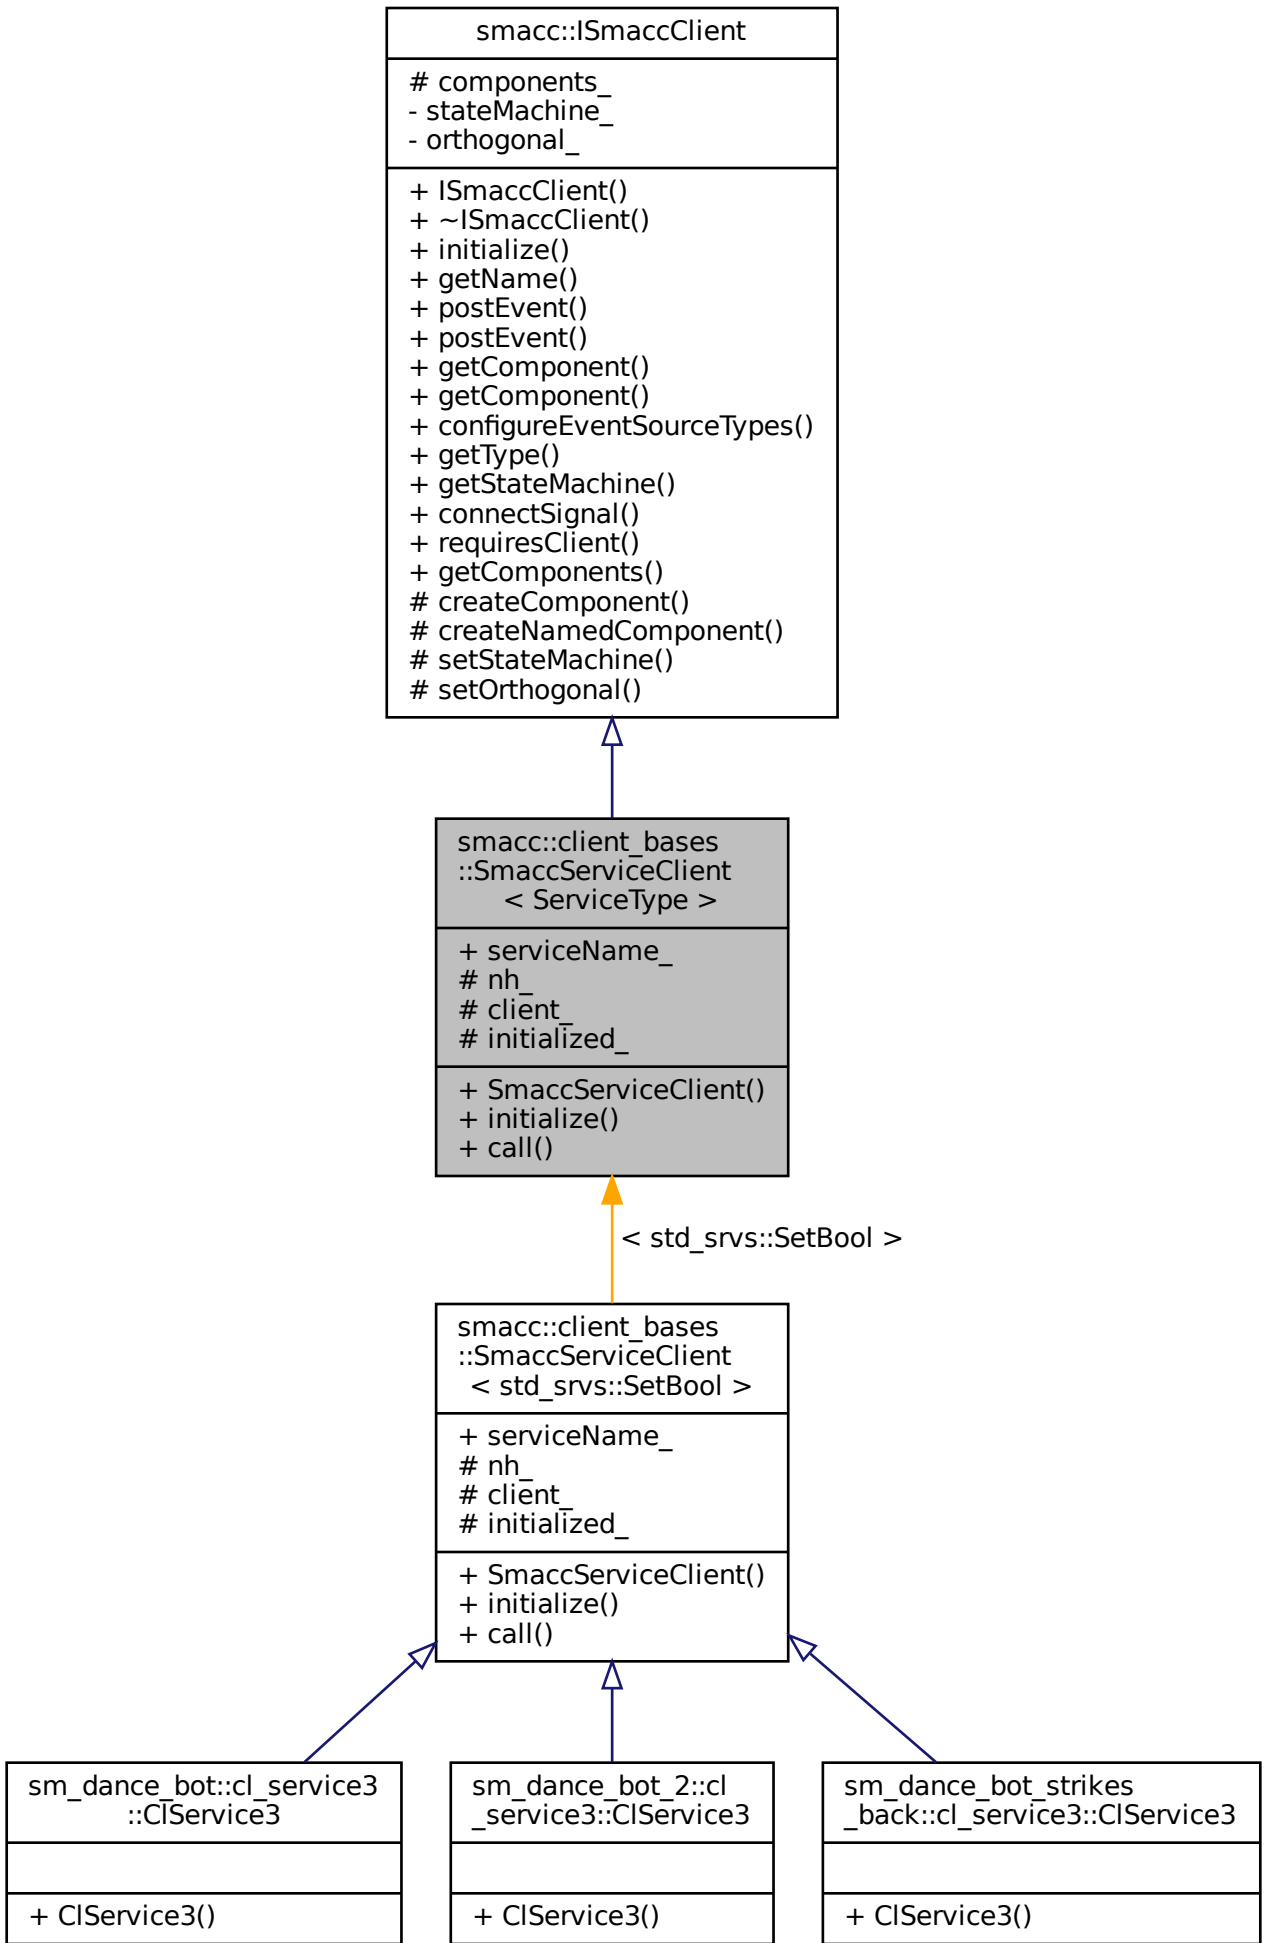 smacc::ISmaccClient
# components_
- stateMachine_
- orthogonal_
+ ISmaccClient()
+ ~ISmaccClient()
+ initialize()
+ getName()
+ postEvent()
+ postEvent()
+ getComponent()
+ getComponent()
+ configureEventSourceTypes()
+ getType()
+ getStateMachine()
+ connectSignal()
+ requiresClient()
+ getComponents()
# createComponent()
# createNamedComponent()
# setStateMachine()
# setOrthogonal()
smacc::client_bases
::SmaccServiceClient
< ServiceType >
+ serviceName_
# nh_
# client_
# initialized_
+ SmaccServiceClient()
+ initialize()
+ call()
< std_srvs::SetBool >
smacc::client_bases
::SmaccServiceClient
< std_srvs::SetBool >
+ serviceName_
# nh_
# client_
# initialized_
+ SmaccServiceClient()
+ initialize()
+ call()
sm_dance_bot::cl_service3
::ClService3
+ ClService3()
sm_dance_bot_2::cl
_service3::ClService3
+ ClService3()
sm_dance_bot_strikes
_back::cl_service3::ClService3
+ ClService3()